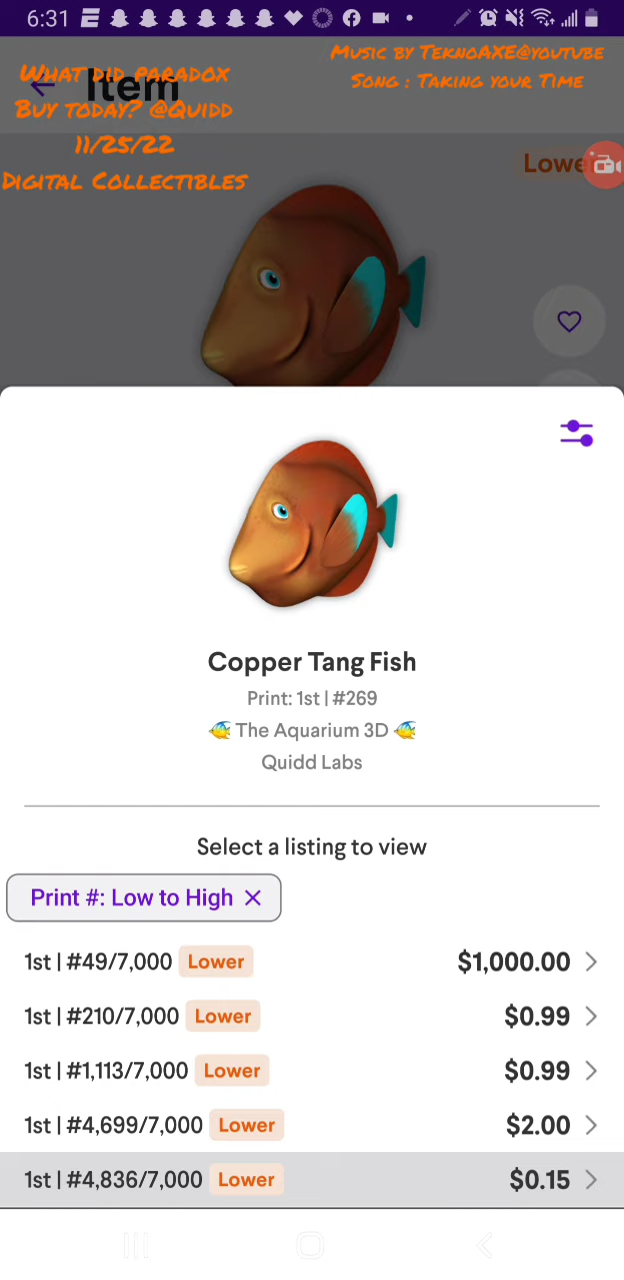 6:31
Music by TeknoAXE@youtube
Song : Taking your Time
What did paradox
Buy today? @Quidd
11/25/22
Digital Collectibles
Item
Lowe
Copper Tang Fish
Print: 1st | #269
The Aquarium 3D
Quidd Labs
Select a listing to view
Print #: Low to High
1st | #49/7,000 Lower $1,000.00
1st | #210/7,000 Lower $0.99
1st | #1,113/7,000 Lower $0.99
1st | #4,699/7,000 Lower $2.00
1st | #4,836/7,000 Lower $0.15